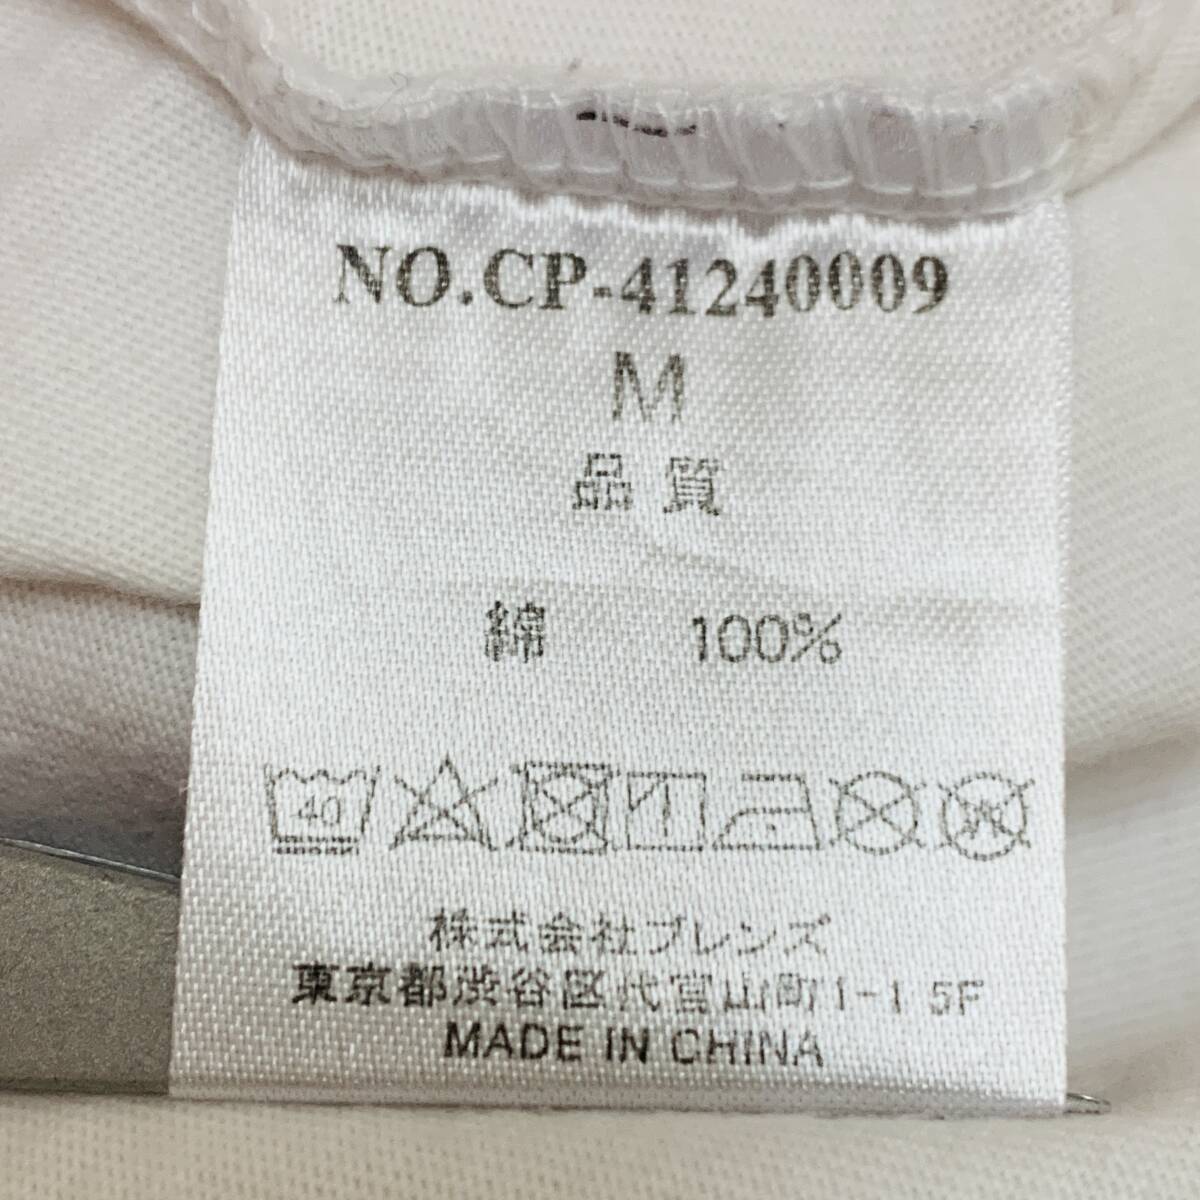 NO.CP-41240009
M
品質
綿 100%
40
株式会社ブレンズ
東京都渋谷区代官山町1-1 5F
MADE IN CHINA